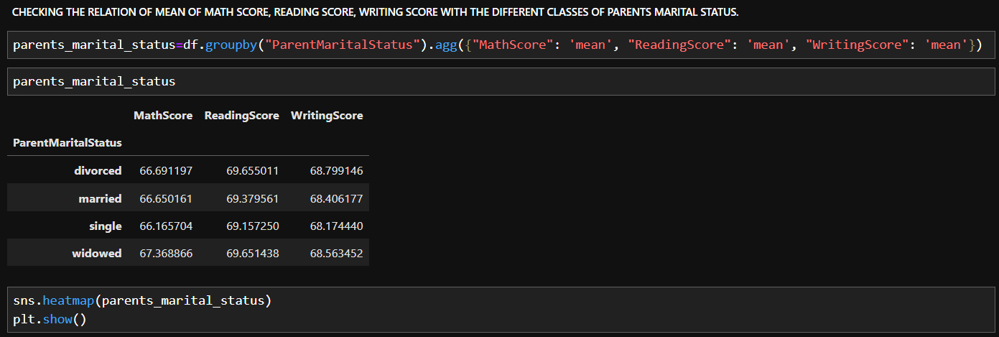 CHECKING THE RELATION OF MEAN OF MATH SCORE, READING SCORE, WRITING SCORE WITH THE DIFFERENT CLASSES OF PARENTS MARITAL STATUS.
parents_marital_status=df.groupby("ParentMaritalStatus").agg({"MathScore": 'mean', "ReadingScore": 'mean', "WritingScore": 'mean'})
parents_marital_status
MathScore ReadingScore WritingScore
ParentMaritalStatus
divorced 66.691197 69.655011 68.799146
married 66.650161 69.379561 68.406177
single 66.165704 69.157250 68.174440
widowed 67.368866 69.651438 68.563452
sns.heatmap(parents_marital_status)
plt.show()